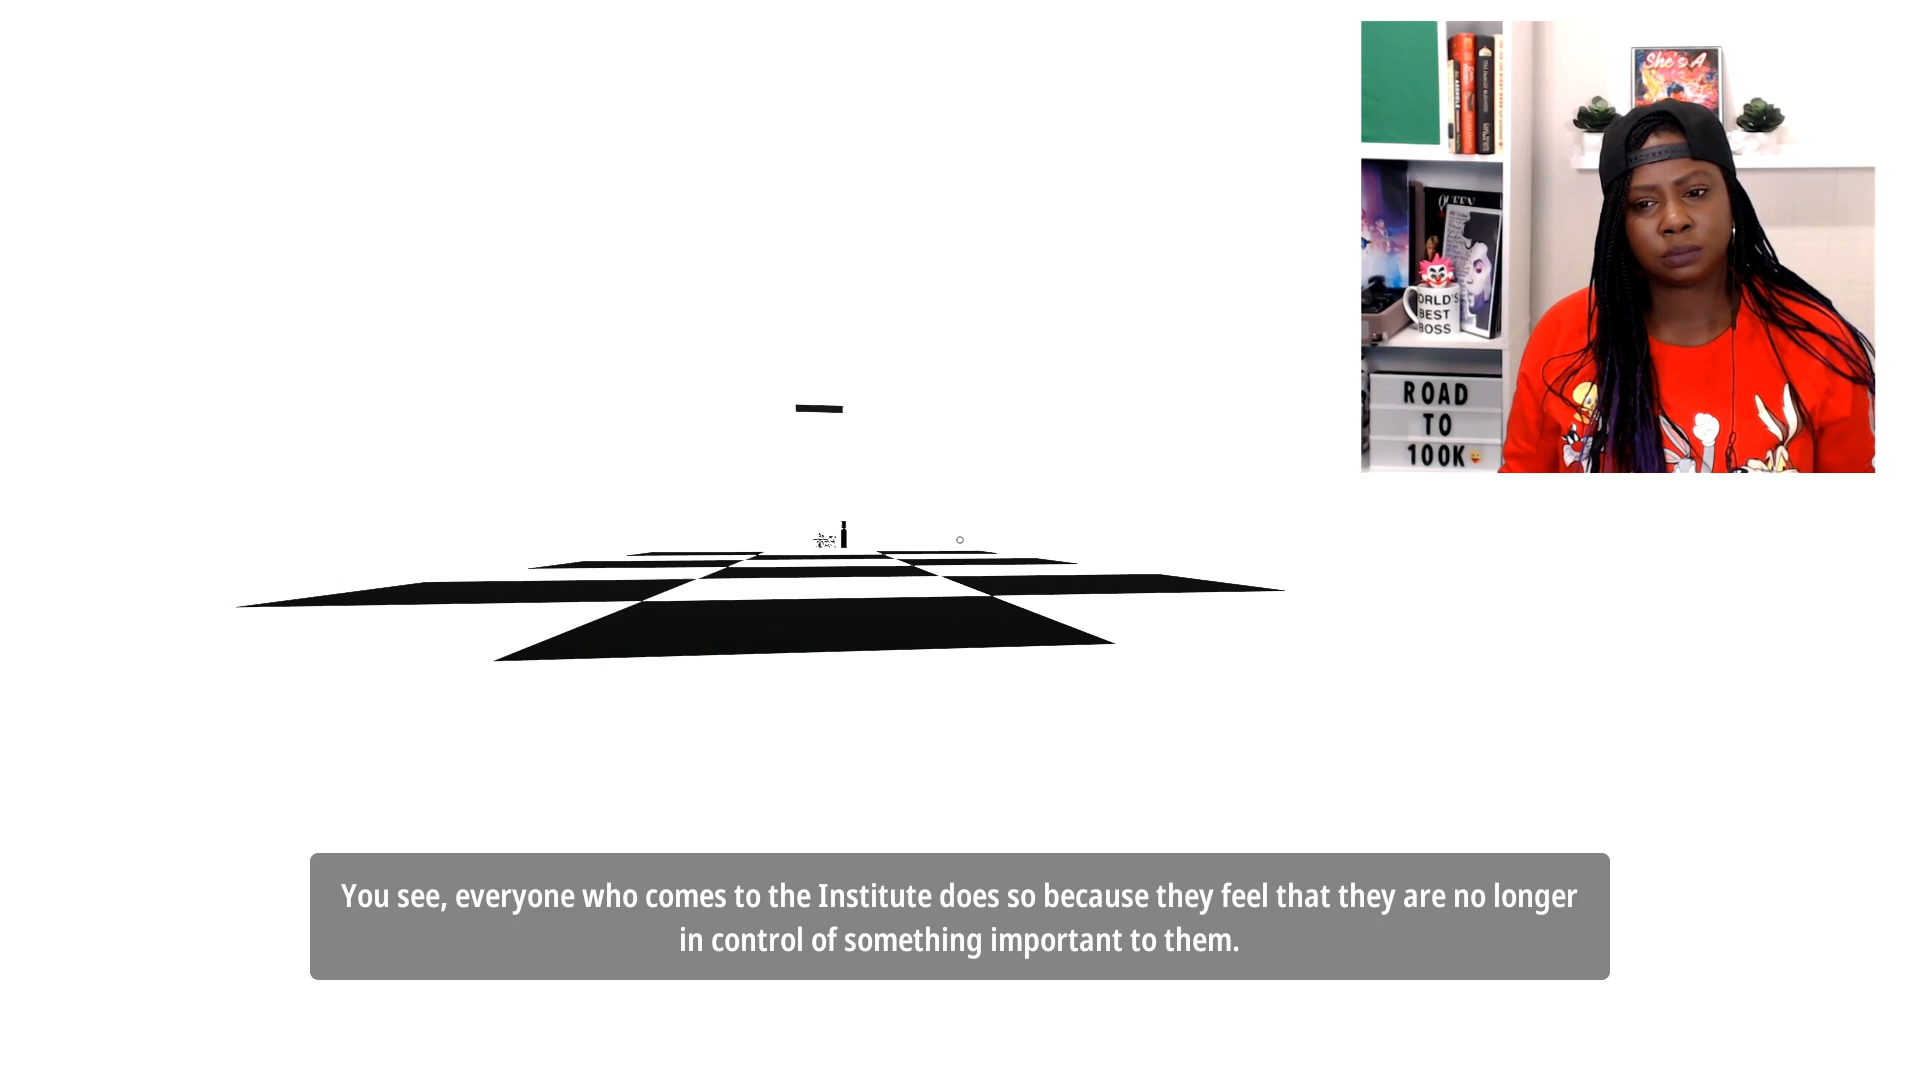 She's A
QUEEN
ORLD'S
BEST
BOSS
ROAD
TO
100K
You see, everyone who comes to the Institute does so because they feel that they are no longer
in control of something important to them.